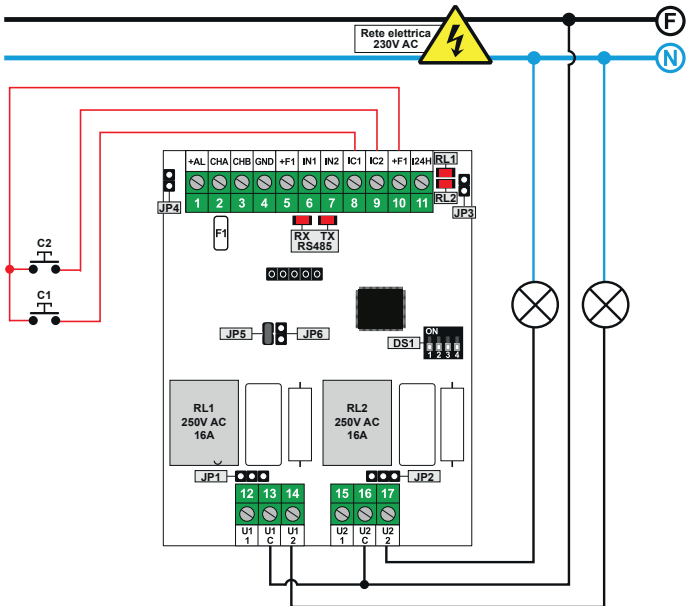 F
Rete elettrica
230V AC
N
+AL CHA CHB GND +F1 IN1 IN2 IC1 IC2 +F1 I24H
RL1
1 2 3 4 5 6 7 8 9 10 11
RL2
JP4
JP3
F1
RX TX
RS485
C2
C1
JP5
JP6
ON
DS1
1 2 3 4
RL1
250V AC
16A
RL2
250V AC
16A
JP1
JP2
12 13 14
15 16 17
U1 U1 U1
1 C 2
U2 U2 U2
1 C 2